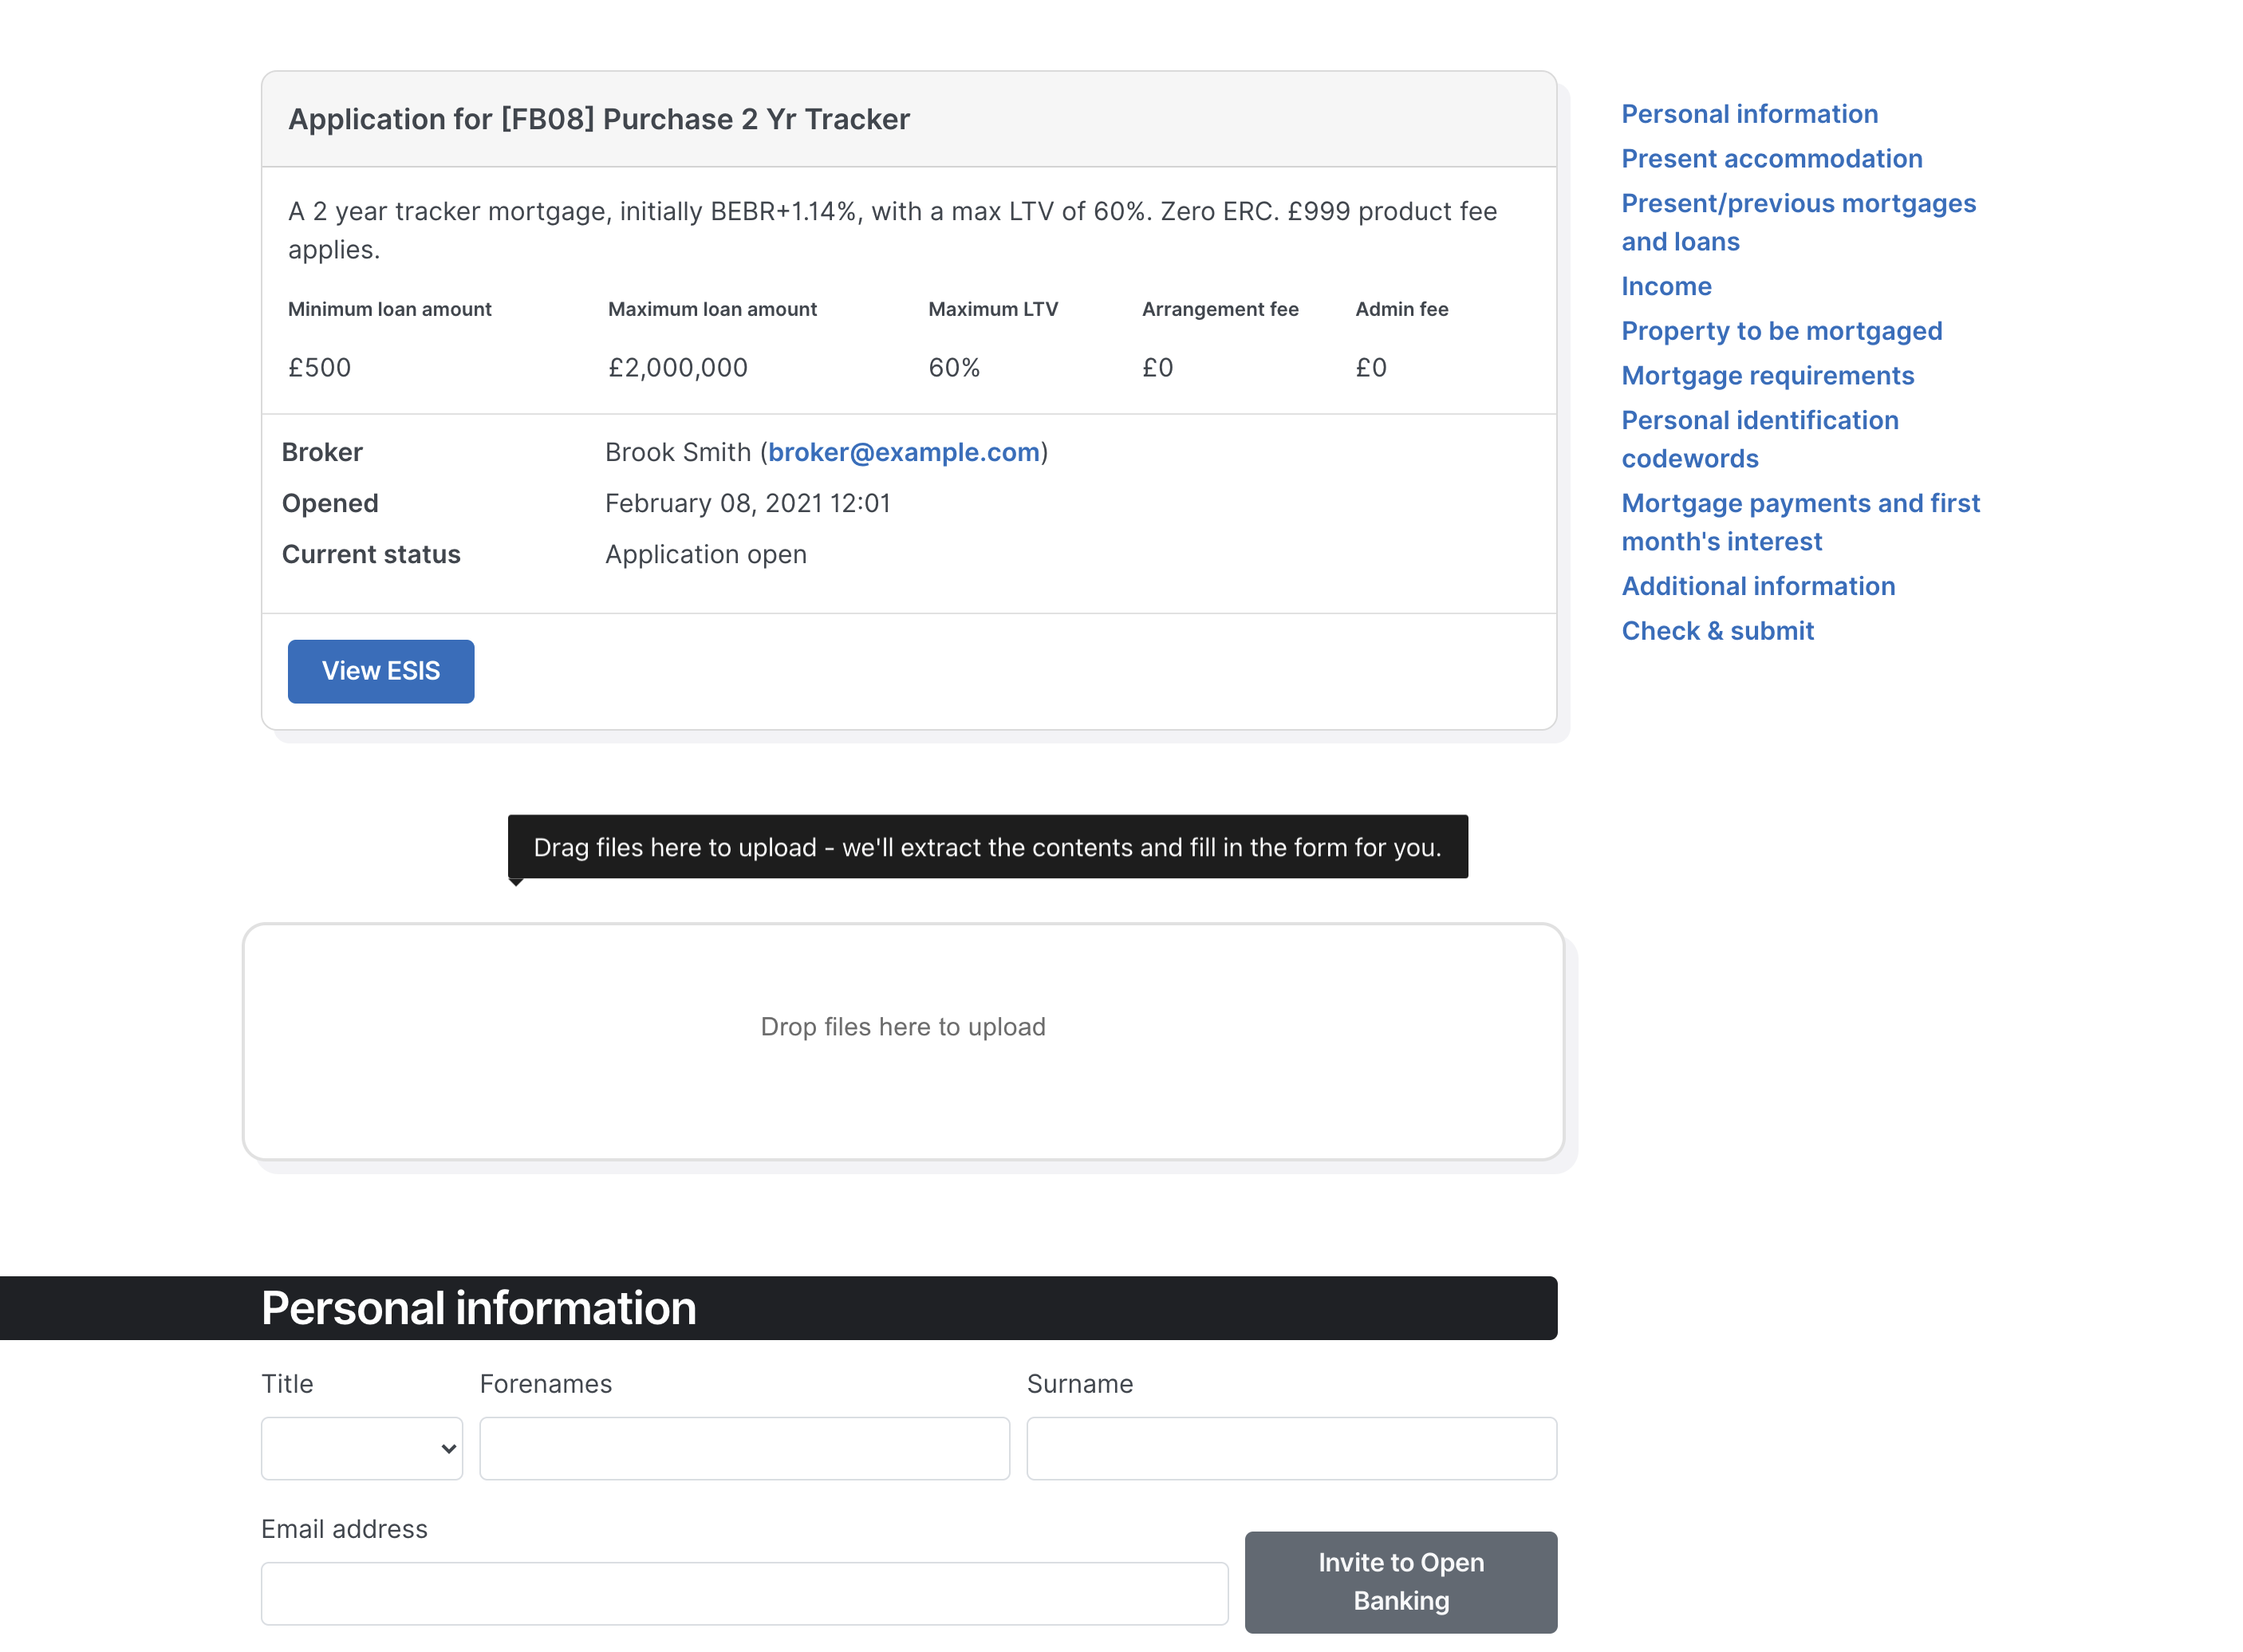 Application for [FB08] Purchase 2 Yr Tracker
A 2 year tracker mortgage, initially BEBR+1.14%, with a max LTV of 60%. Zero ERC. £999 product fee
applies.
Minimum loan amount Maximum loan amount Maximum LTV Arrangement fee Admin fee
£500 £2,000,000 60% £0 £0
Broker Brook Smith (broker@example.com)
Opened February 08, 2021 12:01
Current status Application open
View ESIS
Personal information
Present accommodation
Present/previous mortgages
and loans
Income
Property to be mortgaged
Mortgage requirements
Personal identification
codewords
Mortgage payments and first
month's interest
Additional information
Check & submit
Drag files here to upload - we'll extract the contents and fill in the form for you.
Drop files here to upload
Personal information
Title Forenames Surname
Email address
Invite to Open
Banking